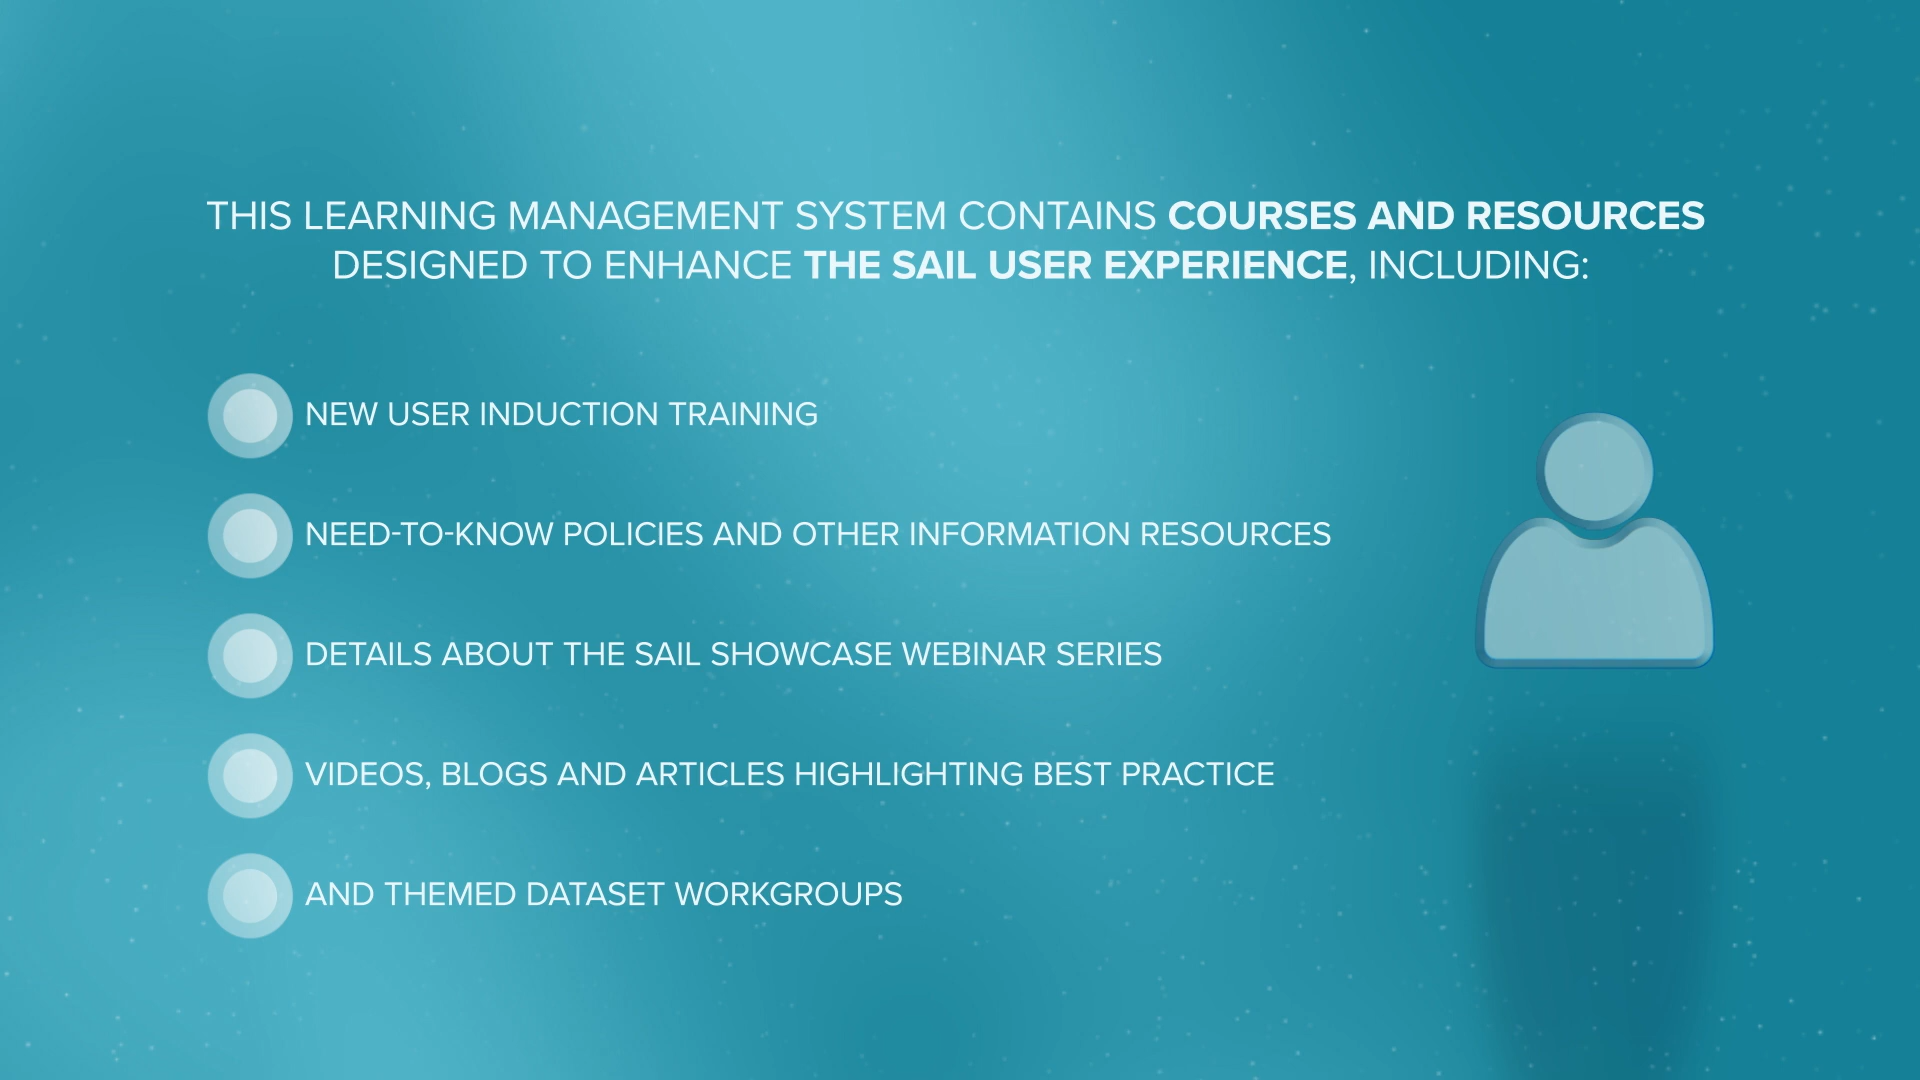 THIS LEARNING MANAGEMENT SYSTEM CONTAINS COURSES AND RESOURCES
DESIGNED TO ENHANCE THE SAIL USER EXPERIENCE, INCLUDING:
NEW USER INDUCTION TRAINING
NEED-TO-KNOW POLICIES AND OTHER INFORMATION RESOURCES
DETAILS ABOUT THE SAIL SHOWCASE WEBINAR SERIES
VIDEOS, BLOGS AND ARTICLES HIGHLIGHTING BEST PRACTICE
AND THEMED DATASET WORKGROUPS